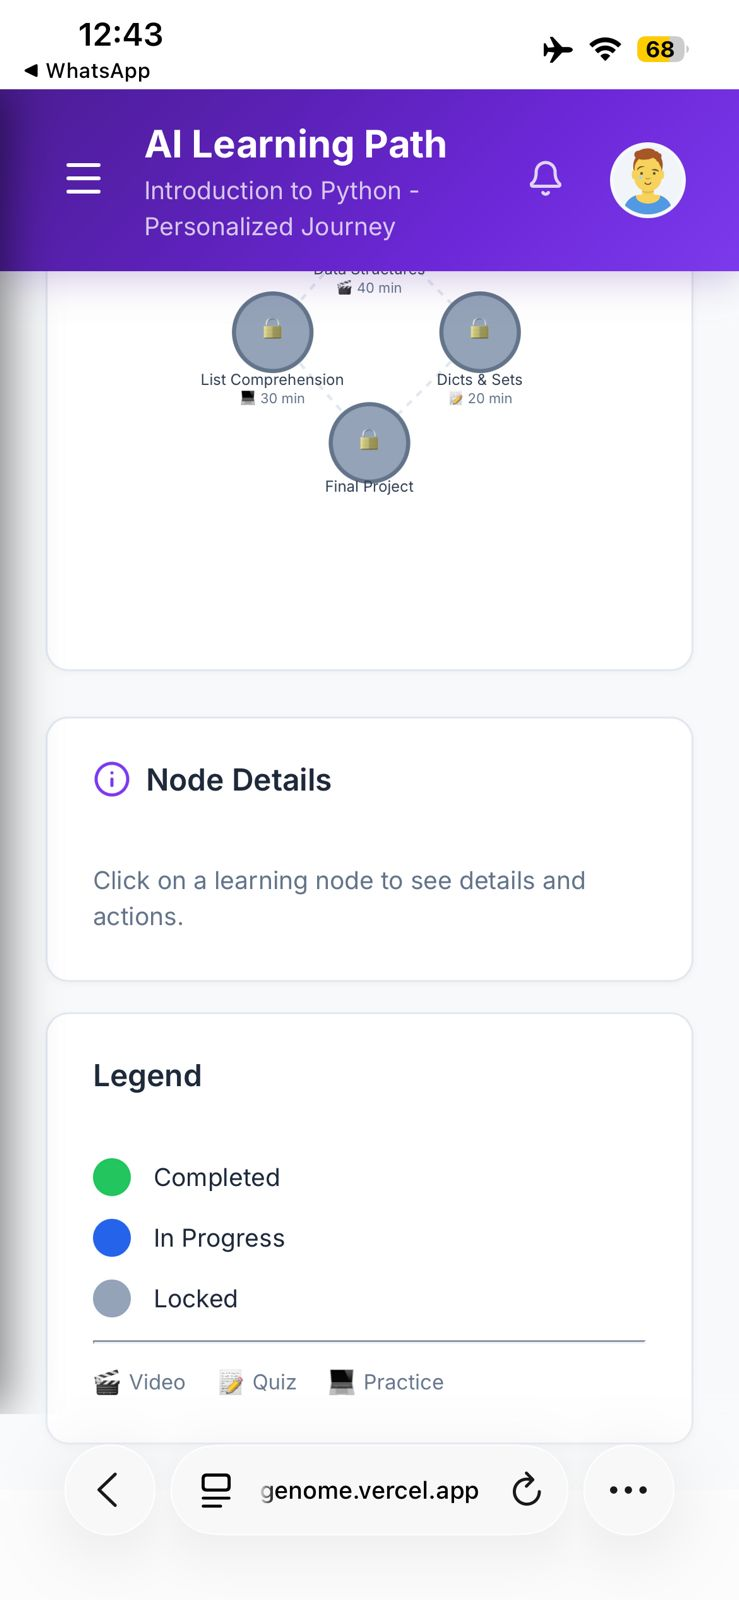 12:43
WhatsApp
68
AI Learning Path
Introduction to Python -
Personalized Journey
Data Structures
40 min
List Comprehension
30 min
Dicts & Sets
20 min
Final Project
Node Details
Click on a learning node to see details and
actions.
Legend
Completed
In Progress
Locked
Video Quiz Practice
genome.vercel.app